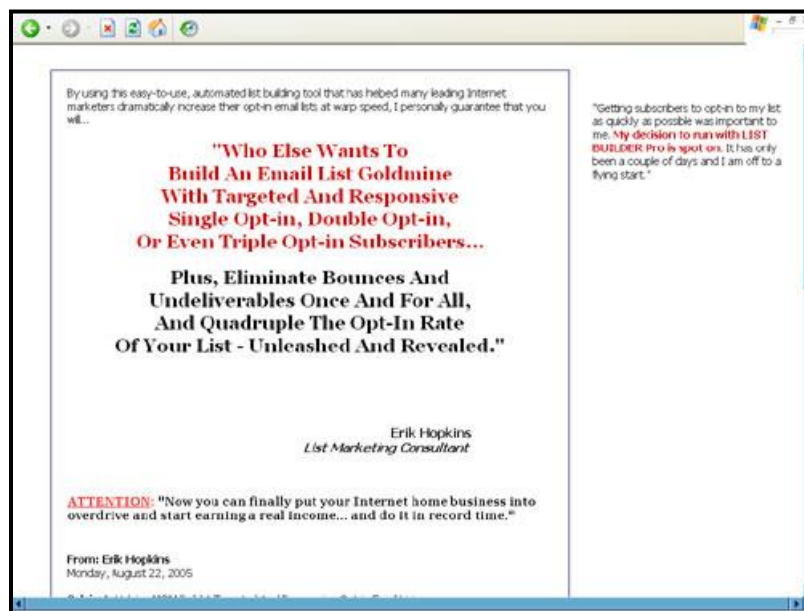 By using this easy-to-use, automated list building tool that has helped many leading Internet
marketers dramatically increase their opt-in email lists at warp speed, I personally guarantee that you
will...
"Who Else Wants To
Build An Email List Goldmine
With Targeted And Responsive
Single Opt-in, Double Opt-in,
Or Even Triple Opt-in Subscribers...
Plus, Eliminate Bounces And
Undeliverables Once And For All,
And Quadruple The Opt-In Rate
Of Your List - Unleashed And Revealed."
Erik Hopkins
List Marketing Consultant
ATTENTION: "Now you can finally put your Internet home business into
overdrive and start earning a real income... and do it in record time."
From: Erik Hopkins
Monday, August 22, 2005
"Getting subscribers to opt-in to my list
as quickly as possible was important to
me. My decision to run with LIST
BUILDER Pro is spot on. It has only
been a couple of days and I am off to a
flying start."